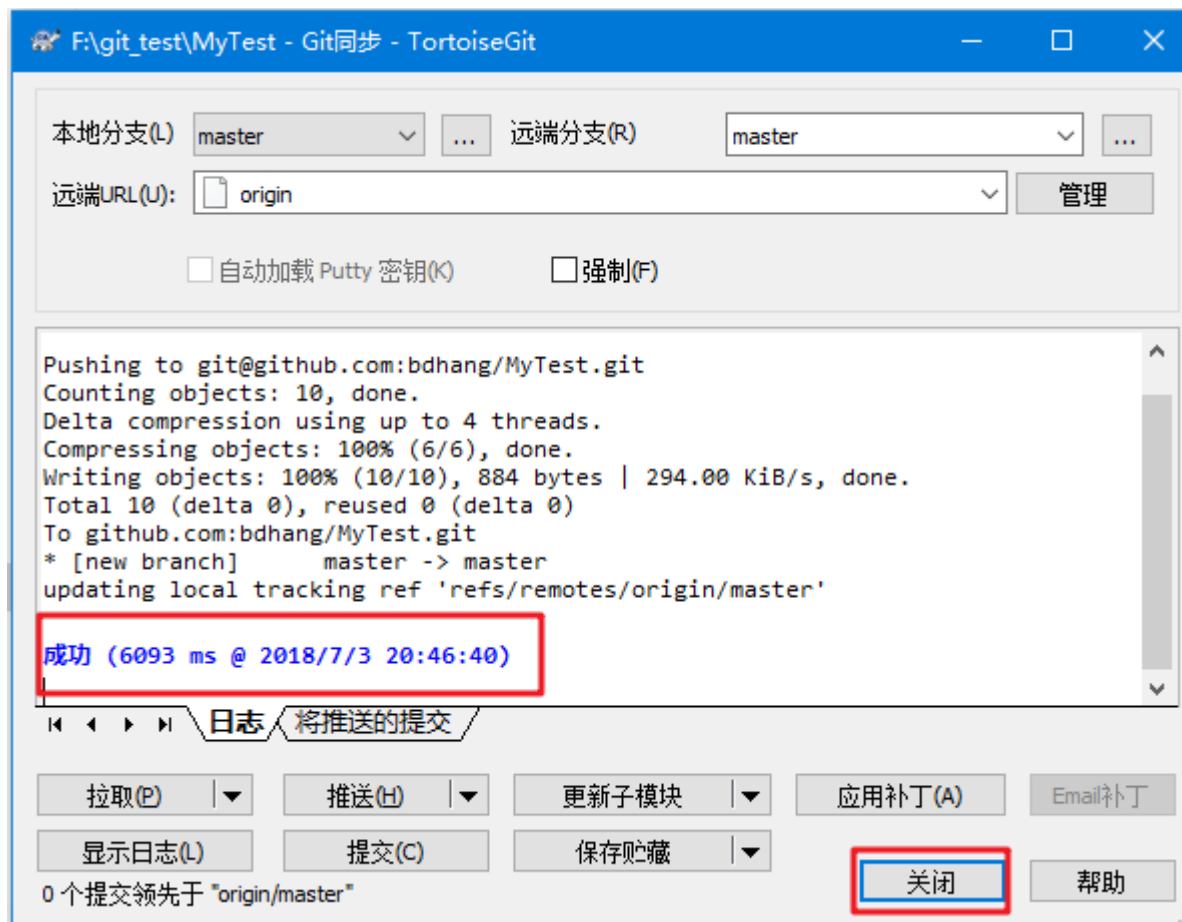 F:\git_test\MyTest - Git同步 - TortoiseGit
本地分支(L) master ... 远端分支(R) master ...
远端URL(U): origin 管理
自动加载 Putty 密钥(K) 强制(F)
Pushing to git@github.com:bdhang/MyTest.git
Counting objects: 10, done.
Delta compression using up to 4 threads.
Compressing objects: 100% (6/6), done.
Writing objects: 100% (10/10), 884 bytes | 294.00 KiB/s, done.
Total 10 (delta 0), reused 0 (delta 0)
To github.com:bdhang/MyTest.git
* [new branch]      master -> master
updating local tracking ref 'refs/remotes/origin/master'
成功 (6093 ms @ 2018/7/3 20:46:40)
日志 将推送的提交
拉取(P) 推送(H) 更新子模块 应用补丁(A) Email补丁
显示日志(L) 提交(C) 保存贮藏 关闭 帮助
0 个提交领先于 "origin/master"